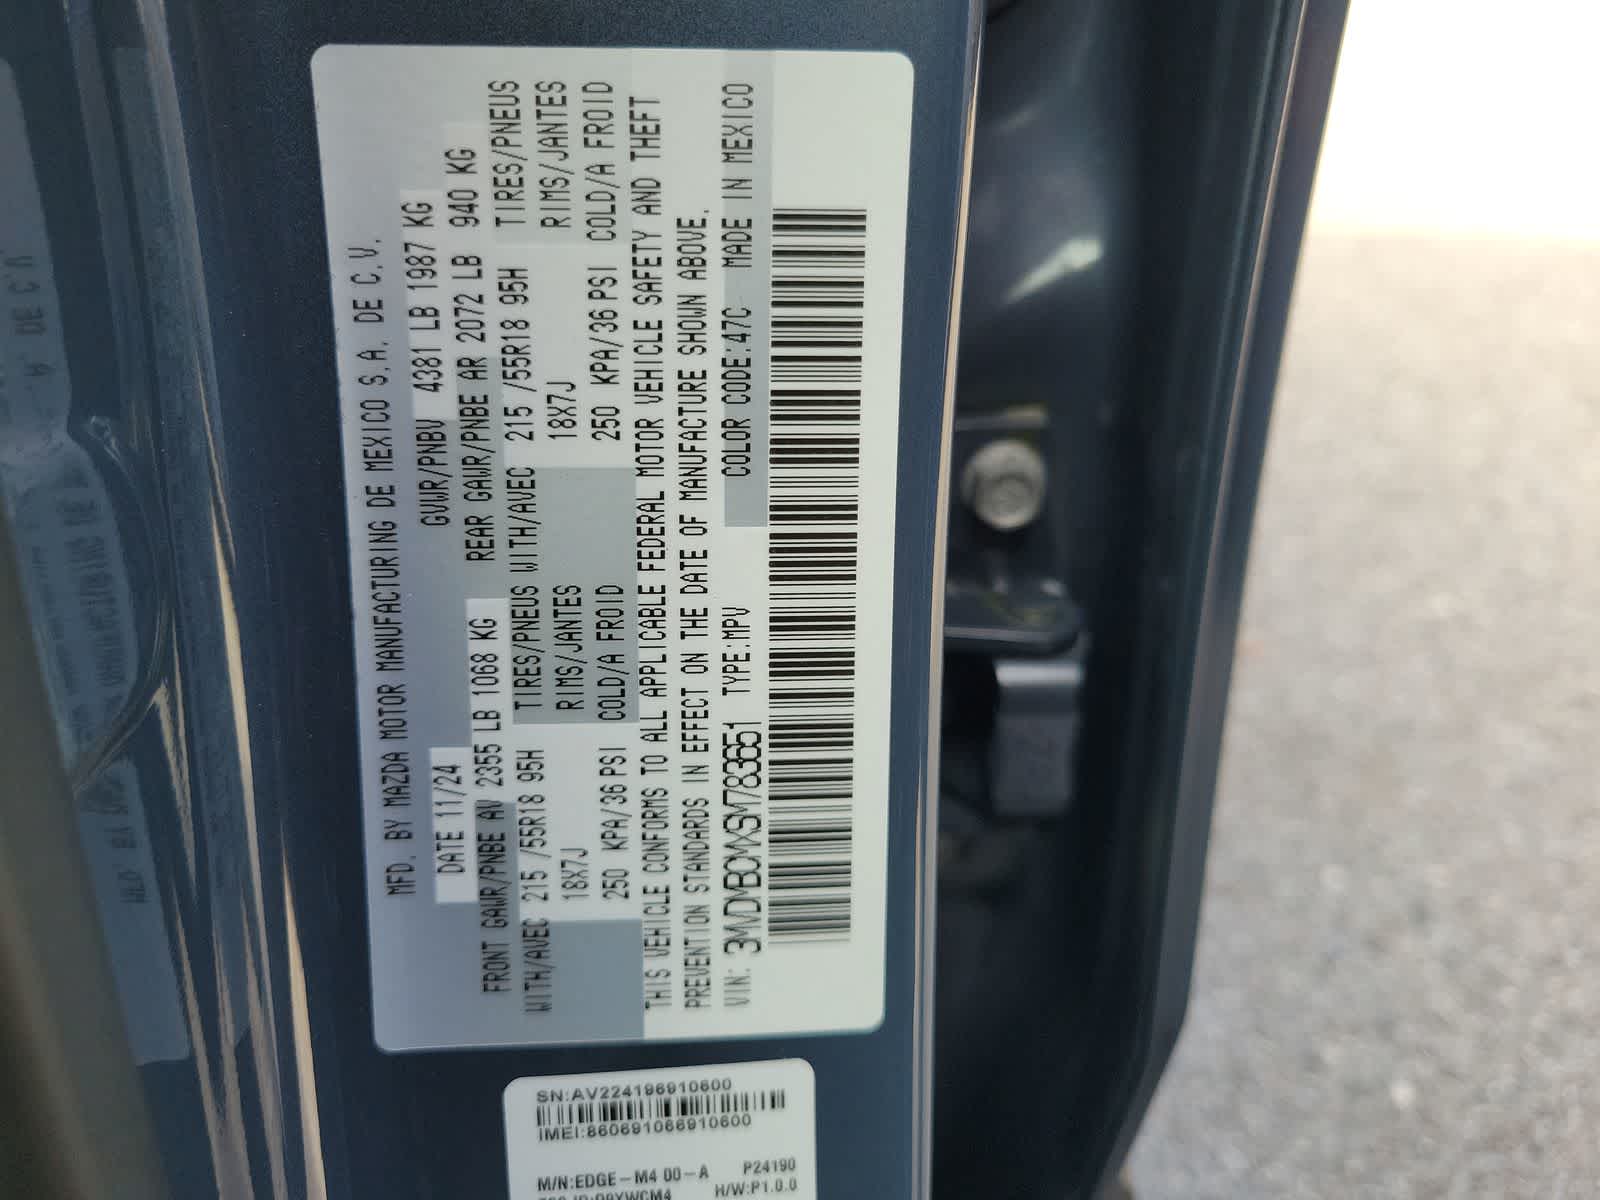 MFD. BY MAZDA MOTOR MANUFACTURING DE MEXICO S.A. DE C.V.
DATE 11/24 GVWR/PNBV 4381 LB 1987 KG
FRONT GAWR/PNBE AV 2355 LB 1068 KG REAR GAWR/PNBE AR 2072 LB 940 KG
WITH/AVEC 215 /55R18 95H TIRES/PNEUS WITH/AVEC 215 /55R18 95H TIRES/PNEUS
18X7J RIMS/JANTES 18X7J RIMS/JANTES
250 KPA/36 PSI COLD/A FROID 250 KPA/36 PSI COLD/A FROID
THIS VEHICLE CONFORMS TO ALL APPLICABLE FEDERAL MOTOR VEHICLE SAFETY AND THEFT
PREVENTION STANDARDS IN EFFECT ON THE DATE OF MANUFACTURE SHOWN ABOVE.
VIN: 3MVDMBCMXSM783651 TYPE:MPV COLOR CODE:47C MADE IN MEXICO
SN:AV224196910600
IMEI:860691066910600
M/N:EDGE-M4 00-A P24190
H/W:P1.0.0